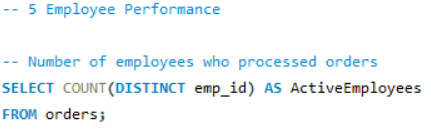 -- 5 Employee Performance
-- Number of employees who processed orders
SELECT COUNT(DISTINCT emp_id) AS ActiveEmployees
FROM orders;